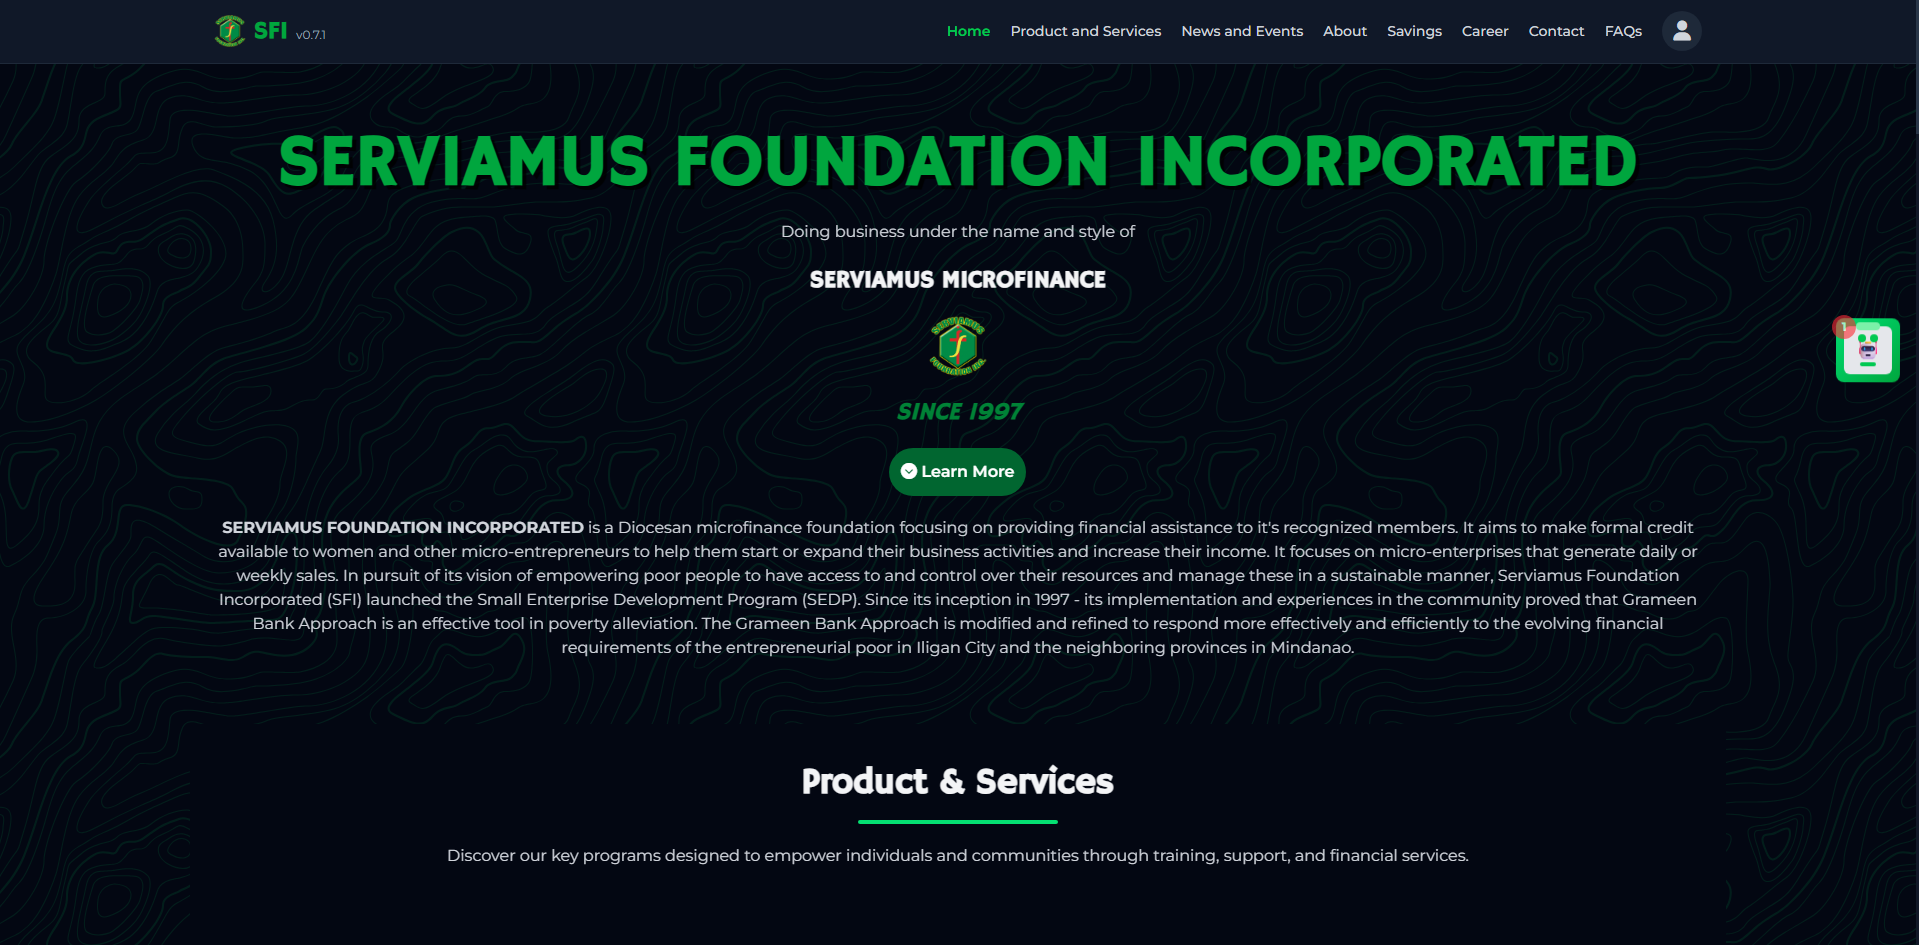 SFI v0.7.1
Home Product and Services News and Events About Savings Career Contact FAQs
SERVIAMUS FOUNDATION INCORPORATED
Doing business under the name and style of
SERVIAMUS MICROFINANCE
SERVIAMUS
FOUNDATION INC.
SINCE 1997
1
Learn More
SERVIAMUS FOUNDATION INCORPORATED is a Diocesan microfinance foundation focusing on providing financial assistance to it's recognized members. It aims to make formal credit
available to women and other micro-entrepreneurs to help them start or expand their business activities and increase their income. It focuses on micro-enterprises that generate daily or
weekly sales. In pursuit of its vision of empowering poor people to have access to and control over their resources and manage these in a sustainable manner, Serviamus Foundation
Incorporated (SFI) launched the Small Enterprise Development Program (SEDP). Since its inception in 1997 - its implementation and experiences in the community proved that Grameen
Bank Approach is an effective tool in poverty alleviation. The Grameen Bank Approach is modified and refined to respond more effectively and efficiently to the evolving financial
requirements of the entrepreneurial poor in Iligan City and the neighboring provinces in Mindanao.
Product & Services
Discover our key programs designed to empower individuals and communities through training, support, and financial services.